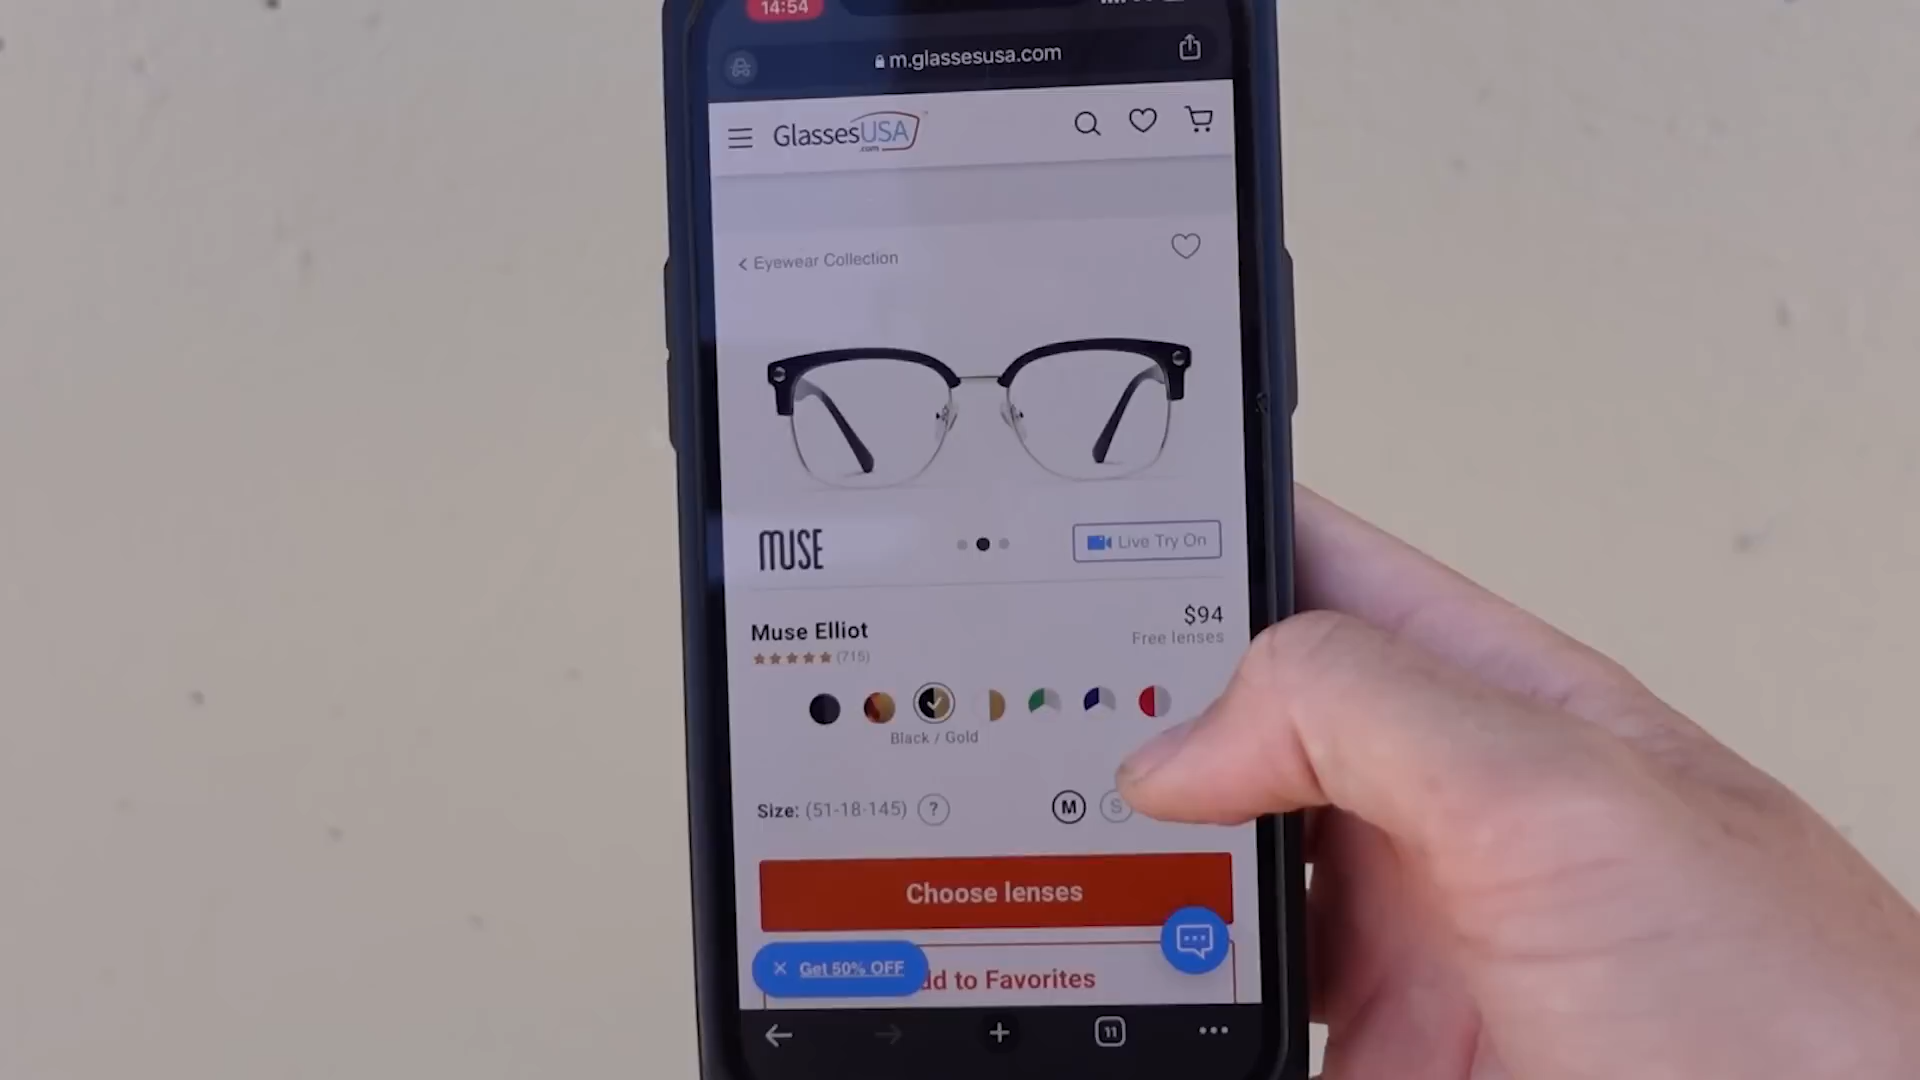 14:54
m.glassesusa.com
GlassesUSA
.com
< Eyewear Collection
MUSE
Live Try On
Muse Elliot
$94
(715)
Free lenses
Black / Gold
Size: (51-18-145) ?
M S
Choose lenses
× Get 50% OFF
dd to Favorites
11